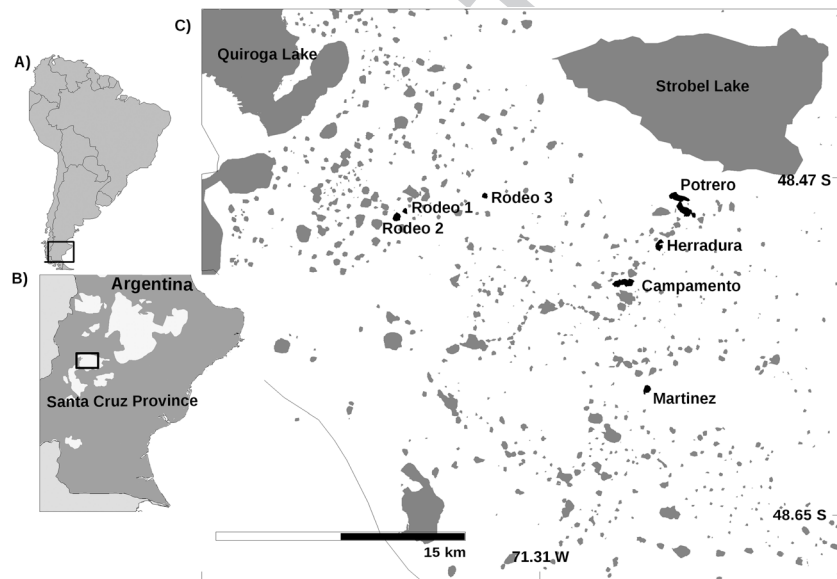 A)
B)
Argentina
Santa Cruz Province
C)
Quiroga Lake
Strobel Lake
48.47 S
Potrero
Rodeo 3
Rodeo 1
Rodeo 2
Herradura
Campamento
Martinez
48.65 S
15 km
71.31 W